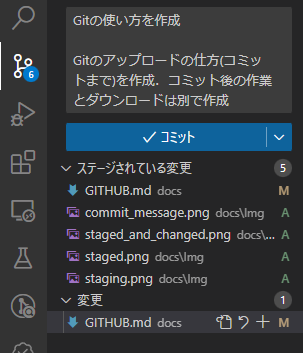 Gitの使い方を作成
Gitのアップロードの仕方(コミッ
トまで)を作成．コミット後の作業
とダウンロードは別で作成
6
コミット
ステージされている変更 5
GITHUB.md docs M
commit_message.png docs\Img A
staged_and_changed.png docs\... A
staged.png docs\Img A
staging.png docs\Img A
変更 1
GITHUB.md docs M